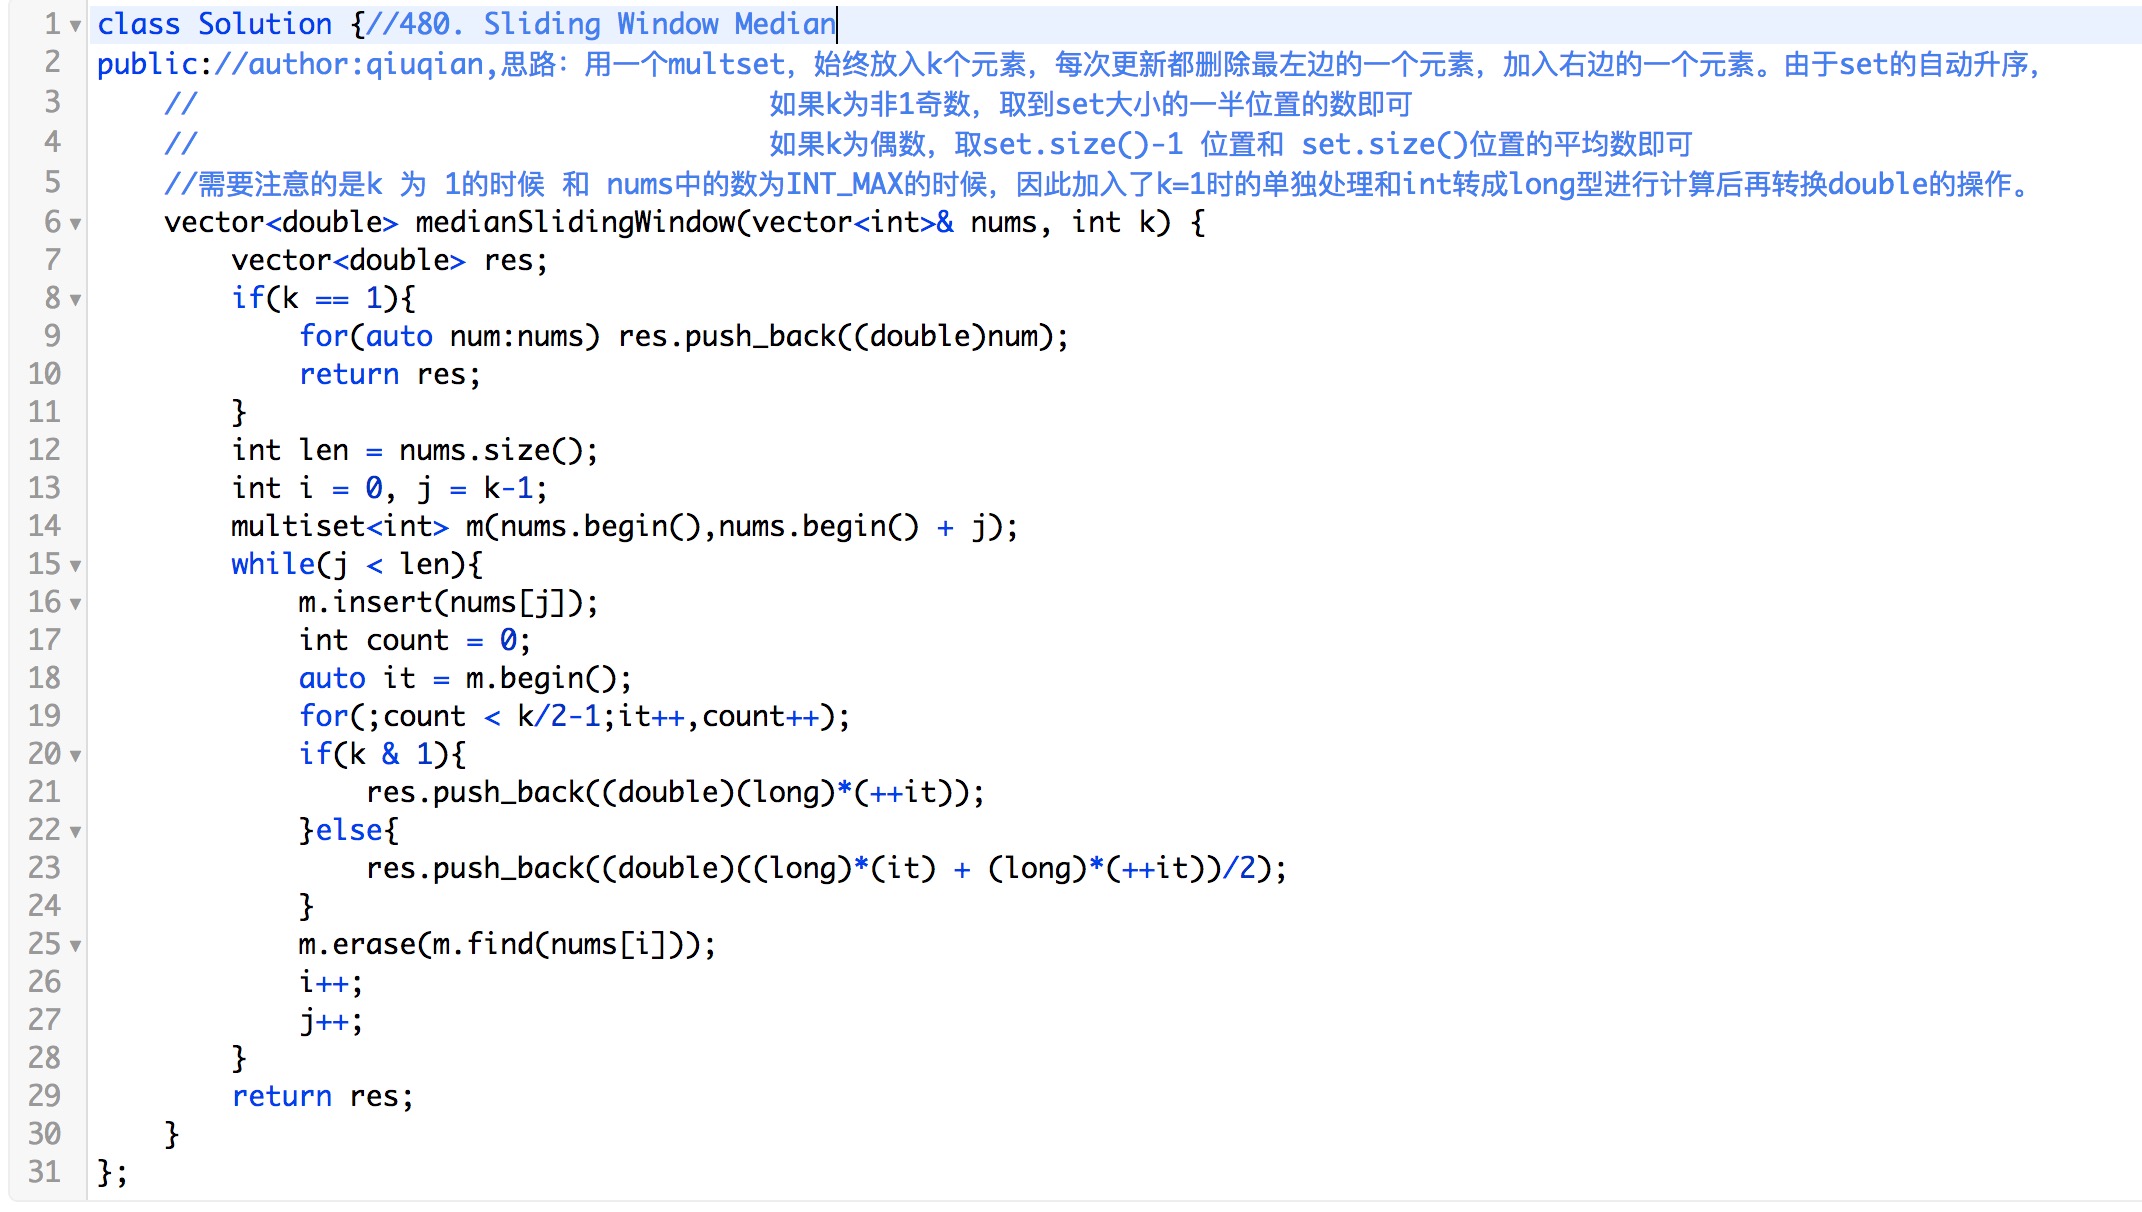 1 class Solution {//480. Sliding Window Median
2 public://author:qiuqian,思路：用一个multset，始终放入k个元素，每次更新都删除最左边的一个元素，加入右边的一个元素。由于set的自动升序，
3     //                                  如果k为非1奇数，取到set大小的一半位置的数即可
4     //                                  如果k为偶数，取set.size()-1 位置和 set.size()位置的平均数即可
5     //需要注意的是k 为 1的时候 和 nums中的数为INT_MAX的时候，因此加入了k=1时的单独处理和int转成long型进行计算后再转换double的操作。
6     vector<double> medianSlidingWindow(vector<int>& nums, int k) {
7         vector<double> res;
8         if(k == 1){
9             for(auto num:nums) res.push_back((double)num);
10             return res;
11         }
12         int len = nums.size();
13         int i = 0, j = k-1;
14         multiset<int> m(nums.begin(),nums.begin() + j);
15         while(j < len){
16             m.insert(nums[j]);
17             int count = 0;
18             auto it = m.begin();
19             for(;count < k/2-1;it++,count++);
20             if(k & 1){
21                 res.push_back((double)(long)*(++it));
22             }else{
23                 res.push_back((double)((long)*(it) + (long)*(++it))/2);
24             }
25             m.erase(m.find(nums[i]));
26             i++;
27             j++;
28         }
29         return res;
30     }
31 };